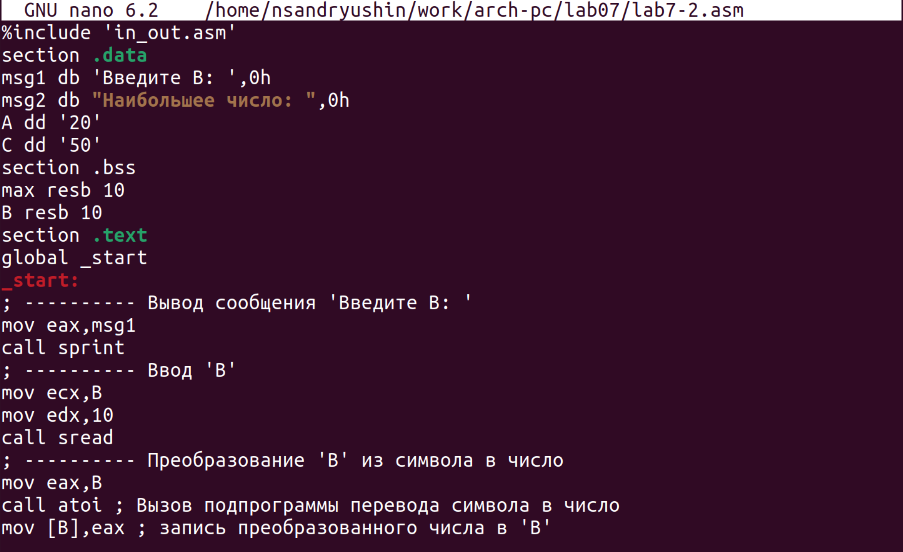 GNU nano 6.2    /home/nsandryushin/work/arch-pc/lab07/lab7-2.asm
%include 'in_out.asm'
section .data
msg1 db 'Введите B: ',0h
msg2 db "Наибольшее число: ",0h
A dd '20'
C dd '50'
section .bss
max resb 10
B resb 10
section .text
global _start
_start:
; ---------- Вывод сообщения 'Введите B: '
mov eax,msg1
call sprint
; ---------- Ввод 'B'
mov ecx,B
mov edx,10
call sread
; ---------- Преобразование 'B' из символа в число
mov eax,B
call atoi ; Вызов подпрограммы перевода символа в число
mov [B],eax ; запись преобразованного числа в 'B'